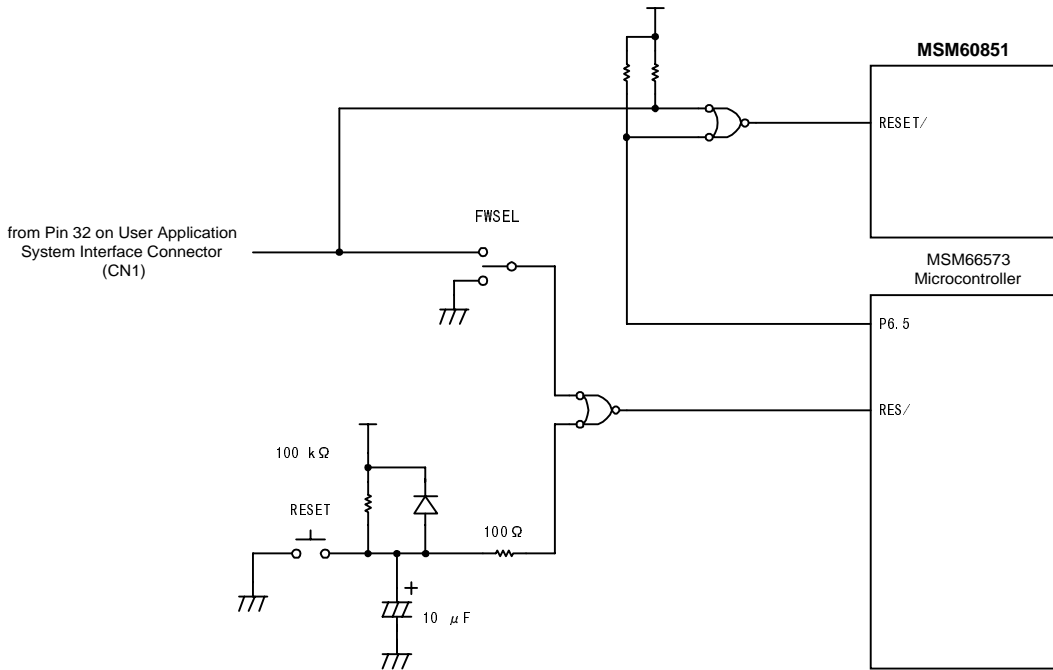 MSM60851
RESET/
from Pin 32 on User Application
System Interface Connector
(CN1)
FWSEL
MSM66573
Microcontroller
P6.5
RES/
100 kΩ
RESET
100Ω
+
10 μF